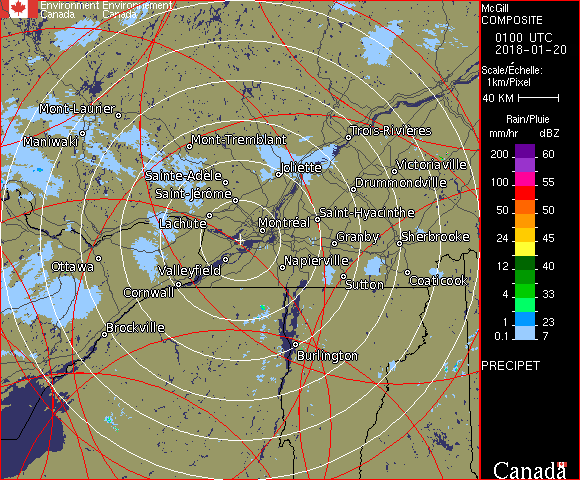 Environment Environnement
Canada Canada
McGill
COMPOSITE
0100 UTC
2018-01-20
Scale/Échelle:
1km/Pixel
40 KM
Rain/Pluie
mm/hr dBZ
200 60
150 57
100 55
50 50
24 45
12 40
4 33
1 23
0.1 7
PRECIPET
Canada
Mont-Laurier
Maniwaki
Mont-Tremblant
Trois-Rivières
Joliette
Victoriaville
Sainte-Adèle
Drummondville
Saint-Jérôme
Lachute
Saint-Hyacinthe
Montréal
Granby
Sherbrooke
Ottawa
Valleyfield
Napierville
Cornwall
Sutton
Coaticook
Brockville
Burlington